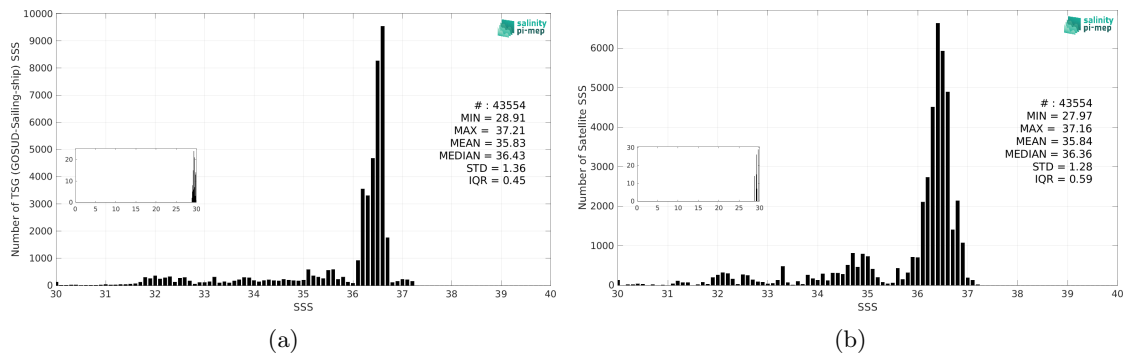 10000
9000
8000
7000
6000
5000
4000
3000
2000
1000
0
30 31 32 33 34 35 36 37 38 39 40
SSS
Number of TSG (GOSUD-Sailing-ship) SSS
salinity
pi-mep
# : 43554
MIN = 28.91
MAX = 37.21
MEAN = 35.83
MEDIAN = 36.43
STD = 1.36
IQR = 0.45
20
10
0
0 5 10 15 20 25 30
(a)
6000
5000
4000
3000
2000
1000
0
30 31 32 33 34 35 36 37 38 39 40
SSS
Number of Satellite SSS
salinity
pi-mep
# : 43554
MIN = 27.97
MAX = 37.16
MEAN = 35.84
MEDIAN = 36.36
STD = 1.28
IQR = 0.59
30
20
10
0
0 5 10 15 20 25 30
(b)